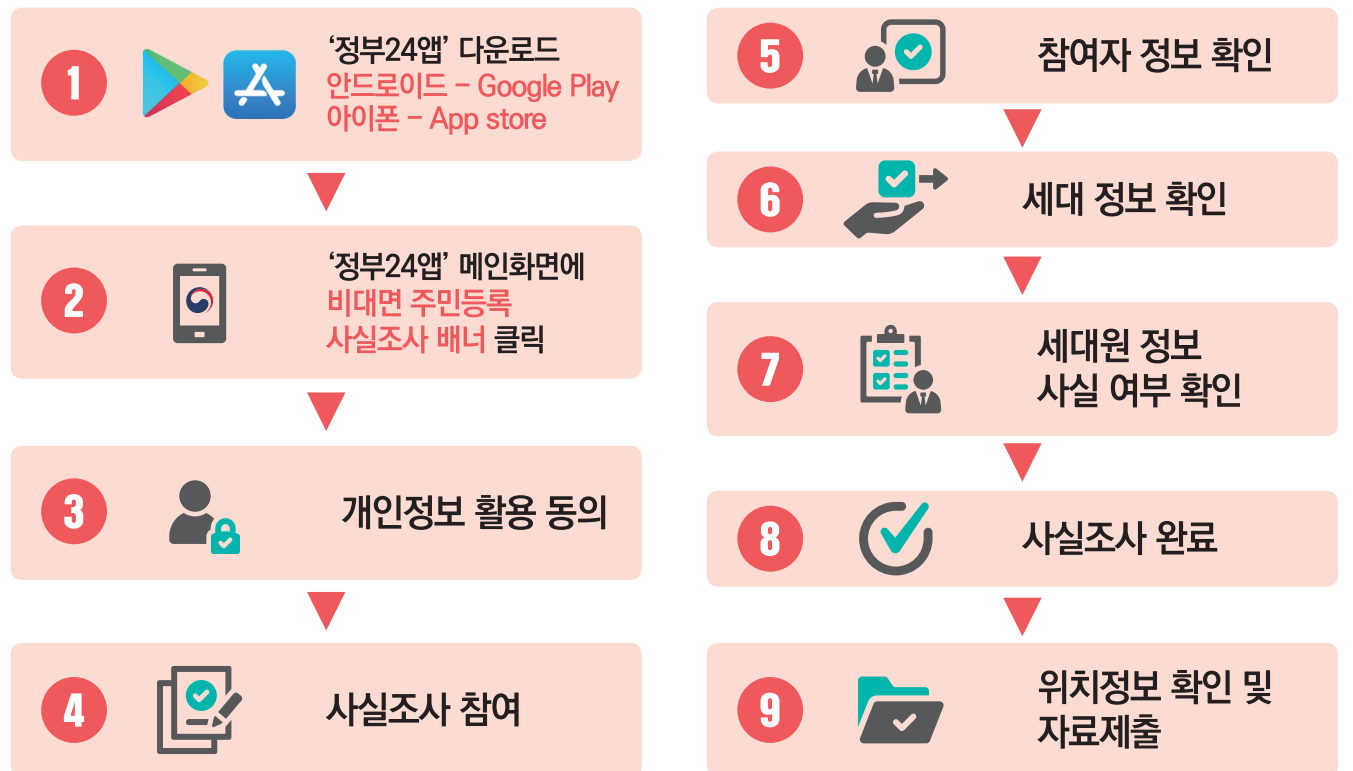 1
‘정부24앱’ 다운로드
안드로이드 – Google Play
아이폰 – App store
2
‘정부24앱’ 메인화면에
비대면 주민등록
사실조사 배너 클릭
3
개인정보 활용 동의
4
사실조사 참여
5
참여자 정보 확인
6
세대 정보 확인
7
세대원 정보
사실 여부 확인
8
사실조사 완료
9
위치정보 확인 및
자료제출